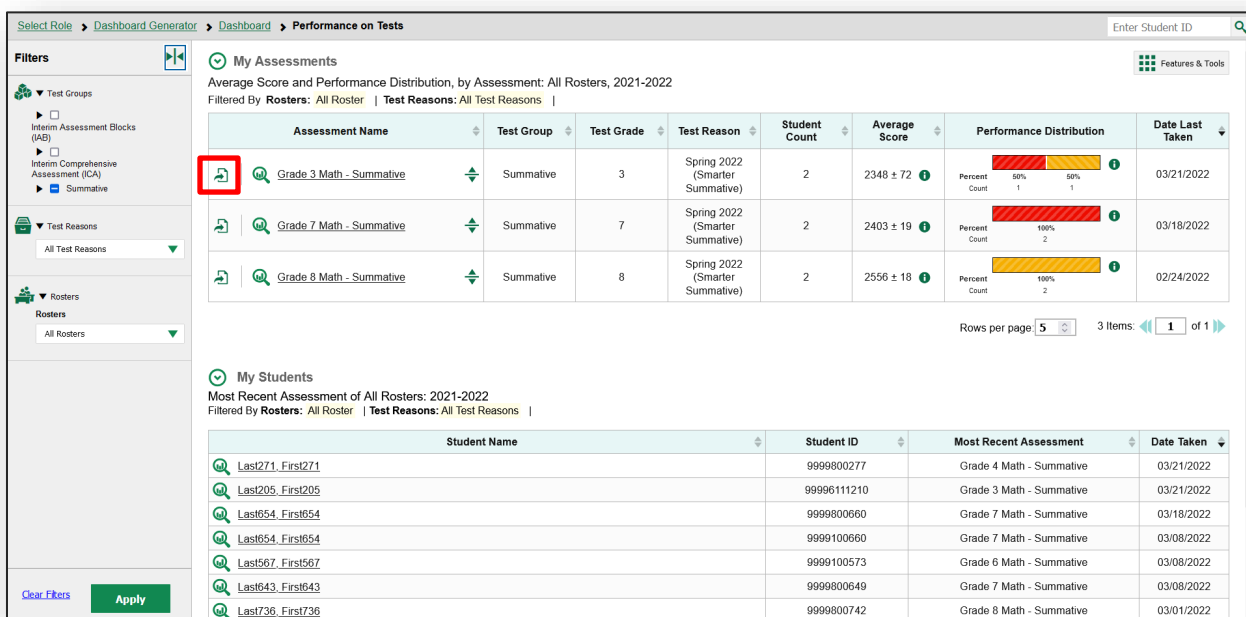 Select Role > Dashboard Generator > Dashboard > Performance on Tests
Enter Student ID
Filters
Test Groups
Interim Assessment Blocks
(IAB)
Interim Comprehensive
Assessment (ICA)
Summative
Test Reasons
All Test Reasons
Rosters
Rosters
All Rosters
Clear Filters
Apply
My Assessments
Features & Tools
Average Score and Performance Distribution, by Assessment: All Rosters, 2021-2022
Filtered By Rosters: All Roster | Test Reasons: All Test Reasons |
Assessment Name Test Group Test Grade Test Reason Student Count Average Score Performance Distribution Date Last Taken
Grade 3 Math - Summative Summative 3 Spring 2022 (Smarter Summative) 2 2348 ± 72 03/21/2022
Percent 50% 50%
Count 1 1
Grade 7 Math - Summative Summative 7 Spring 2022 (Smarter Summative) 2 2403 ± 19 03/18/2022
Percent 100%
Count 2
Grade 8 Math - Summative Summative 8 Spring 2022 (Smarter Summative) 2 2556 ± 18 02/24/2022
Percent 100%
Count 2
Rows per page: 5 3 Items: 1 of 1
My Students
Most Recent Assessment of All Rosters: 2021-2022
Filtered By Rosters: All Roster | Test Reasons: All Test Reasons |
Student Name Student ID Most Recent Assessment Date Taken
Last271, First271 9999800277 Grade 4 Math - Summative 03/21/2022
Last205, First205 99996111210 Grade 3 Math - Summative 03/21/2022
Last654, First654 9999800660 Grade 7 Math - Summative 03/18/2022
Last654, First654 9999100660 Grade 7 Math - Summative 03/08/2022
Last567, First567 9999100573 Grade 6 Math - Summative 03/08/2022
Last643, First643 9999800649 Grade 7 Math - Summative 03/08/2022
Last736, First736 9999800742 Grade 8 Math - Summative 03/01/2022